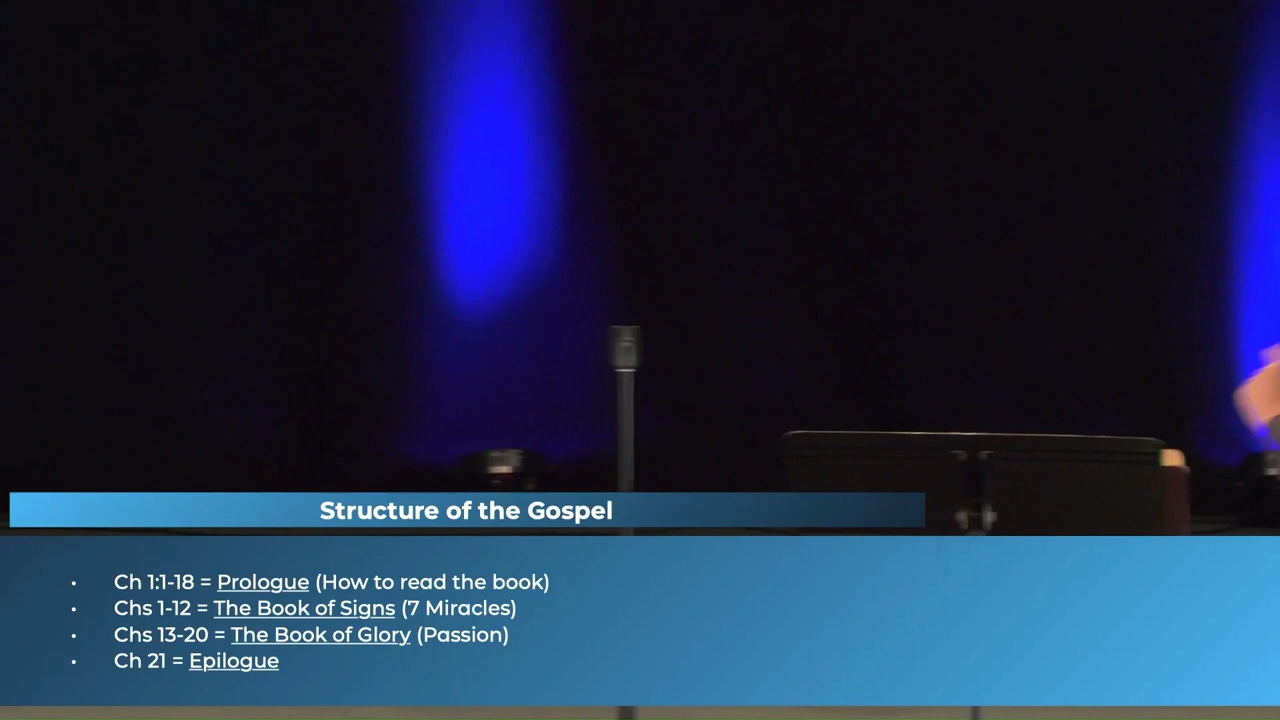 Structure of the Gospel
• Ch 1:1-18 = Prologue (How to read the book)
• Chs 1-12 = The Book of Signs (7 Miracles)
• Chs 13-20 = The Book of Glory (Passion)
• Ch 21 = Epilogue